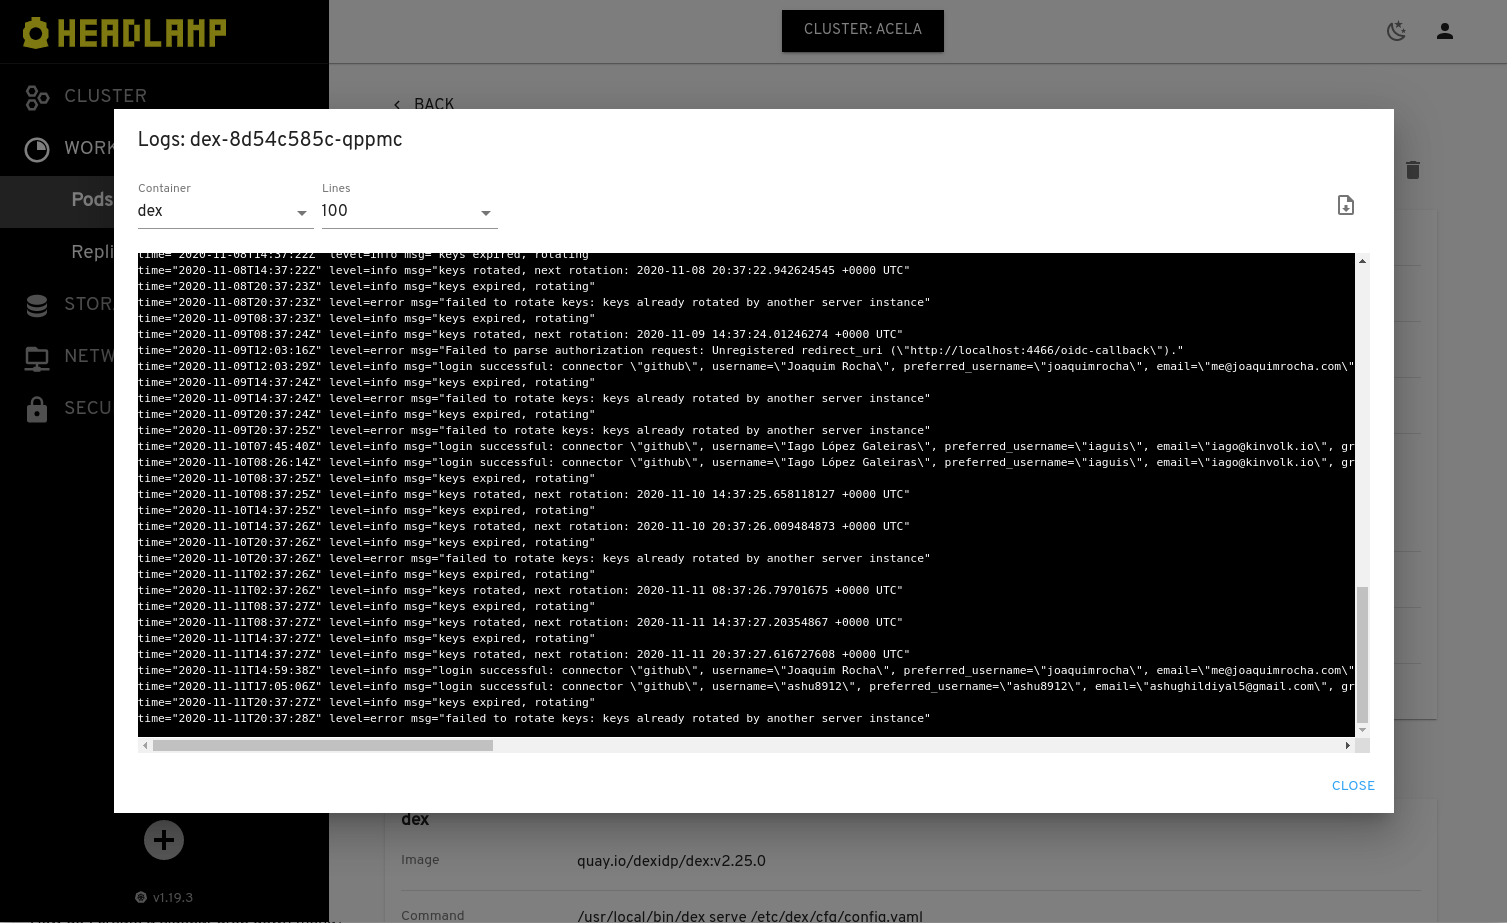 HEADLAMP
CLUSTER: ACELA
CLUSTER
BACK
WORK
Pods
Repli
STOR
NETW
SECU
Logs: dex-8d54c585c-qppmc
Container
Lines
dex
100
time="2020-11-08T14:37:22Z" level=info msg="keys expired, rotating"
time="2020-11-08T14:37:22Z" level=info msg="keys rotated, next rotation: 2020-11-08 20:37:22.942624545 +0000 UTC"
time="2020-11-08T20:37:23Z" level=info msg="keys expired, rotating"
time="2020-11-08T20:37:23Z" level=error msg="failed to rotate keys: keys already rotated by another server instance"
time="2020-11-09T08:37:23Z" level=info msg="keys expired, rotating"
time="2020-11-09T08:37:24Z" level=info msg="keys rotated, next rotation: 2020-11-09 14:37:24.01246274 +0000 UTC"
time="2020-11-09T12:03:16Z" level=error msg="Failed to parse authorization request: Unregistered redirect_uri (\"http://localhost:4466/oidc-callback\")."
time="2020-11-09T12:03:29Z" level=info msg="login successful: connector \"github\", username=\"Joaquim Rocha\", preferred_username=\"joaquimrocha\", email=\"me@joaquimrocha.com\"
time="2020-11-09T14:37:24Z" level=info msg="keys expired, rotating"
time="2020-11-09T14:37:24Z" level=error msg="failed to rotate keys: keys already rotated by another server instance"
time="2020-11-09T20:37:24Z" level=info msg="keys expired, rotating"
time="2020-11-09T20:37:25Z" level=error msg="failed to rotate keys: keys already rotated by another server instance"
time="2020-11-10T07:45:40Z" level=info msg="login successful: connector \"github\", username=\"Iago López Galeiras\", preferred_username=\"iaguis\", email=\"iago@kinvolk.io\", gr
time="2020-11-10T08:26:14Z" level=info msg="login successful: connector \"github\", username=\"Iago López Galeiras\", preferred_username=\"iaguis\", email=\"iago@kinvolk.io\", gr
time="2020-11-10T08:37:25Z" level=info msg="keys expired, rotating"
time="2020-11-10T08:37:25Z" level=info msg="keys rotated, next rotation: 2020-11-10 14:37:25.658118127 +0000 UTC"
time="2020-11-10T14:37:25Z" level=info msg="keys expired, rotating"
time="2020-11-10T14:37:26Z" level=info msg="keys rotated, next rotation: 2020-11-10 20:37:26.009484873 +0000 UTC"
time="2020-11-10T20:37:26Z" level=info msg="keys expired, rotating"
time="2020-11-10T20:37:26Z" level=error msg="failed to rotate keys: keys already rotated by another server instance"
time="2020-11-11T02:37:26Z" level=info msg="keys expired, rotating"
time="2020-11-11T02:37:26Z" level=info msg="keys rotated, next rotation: 2020-11-11 08:37:26.79701675 +0000 UTC"
time="2020-11-11T08:37:27Z" level=info msg="keys expired, rotating"
time="2020-11-11T08:37:27Z" level=info msg="keys rotated, next rotation: 2020-11-11 14:37:27.20354867 +0000 UTC"
time="2020-11-11T14:37:27Z" level=info msg="keys expired, rotating"
time="2020-11-11T14:37:27Z" level=info msg="keys rotated, next rotation: 2020-11-11 20:37:27.616727608 +0000 UTC"
time="2020-11-11T14:59:38Z" level=info msg="login successful: connector \"github\", username=\"Joaquim Rocha\", preferred_username=\"joaquimrocha\", email=\"me@joaquimrocha.com\"
time="2020-11-11T17:05:06Z" level=info msg="login successful: connector \"github\", username=\"ashu8912\", preferred_username=\"ashu8912\", email=\"ashughildiyal5@gmail.com\", gr
time="2020-11-11T20:37:27Z" level=info msg="keys expired, rotating"
time="2020-11-11T20:37:28Z" level=error msg="failed to rotate keys: keys already rotated by another server instance"
CLOSE
dex
Image
quay.io/dexidp/dex:v2.25.0
v1.19.3
Command
/usr/local/bin/dex serve /etc/dex/cfg/config.yaml